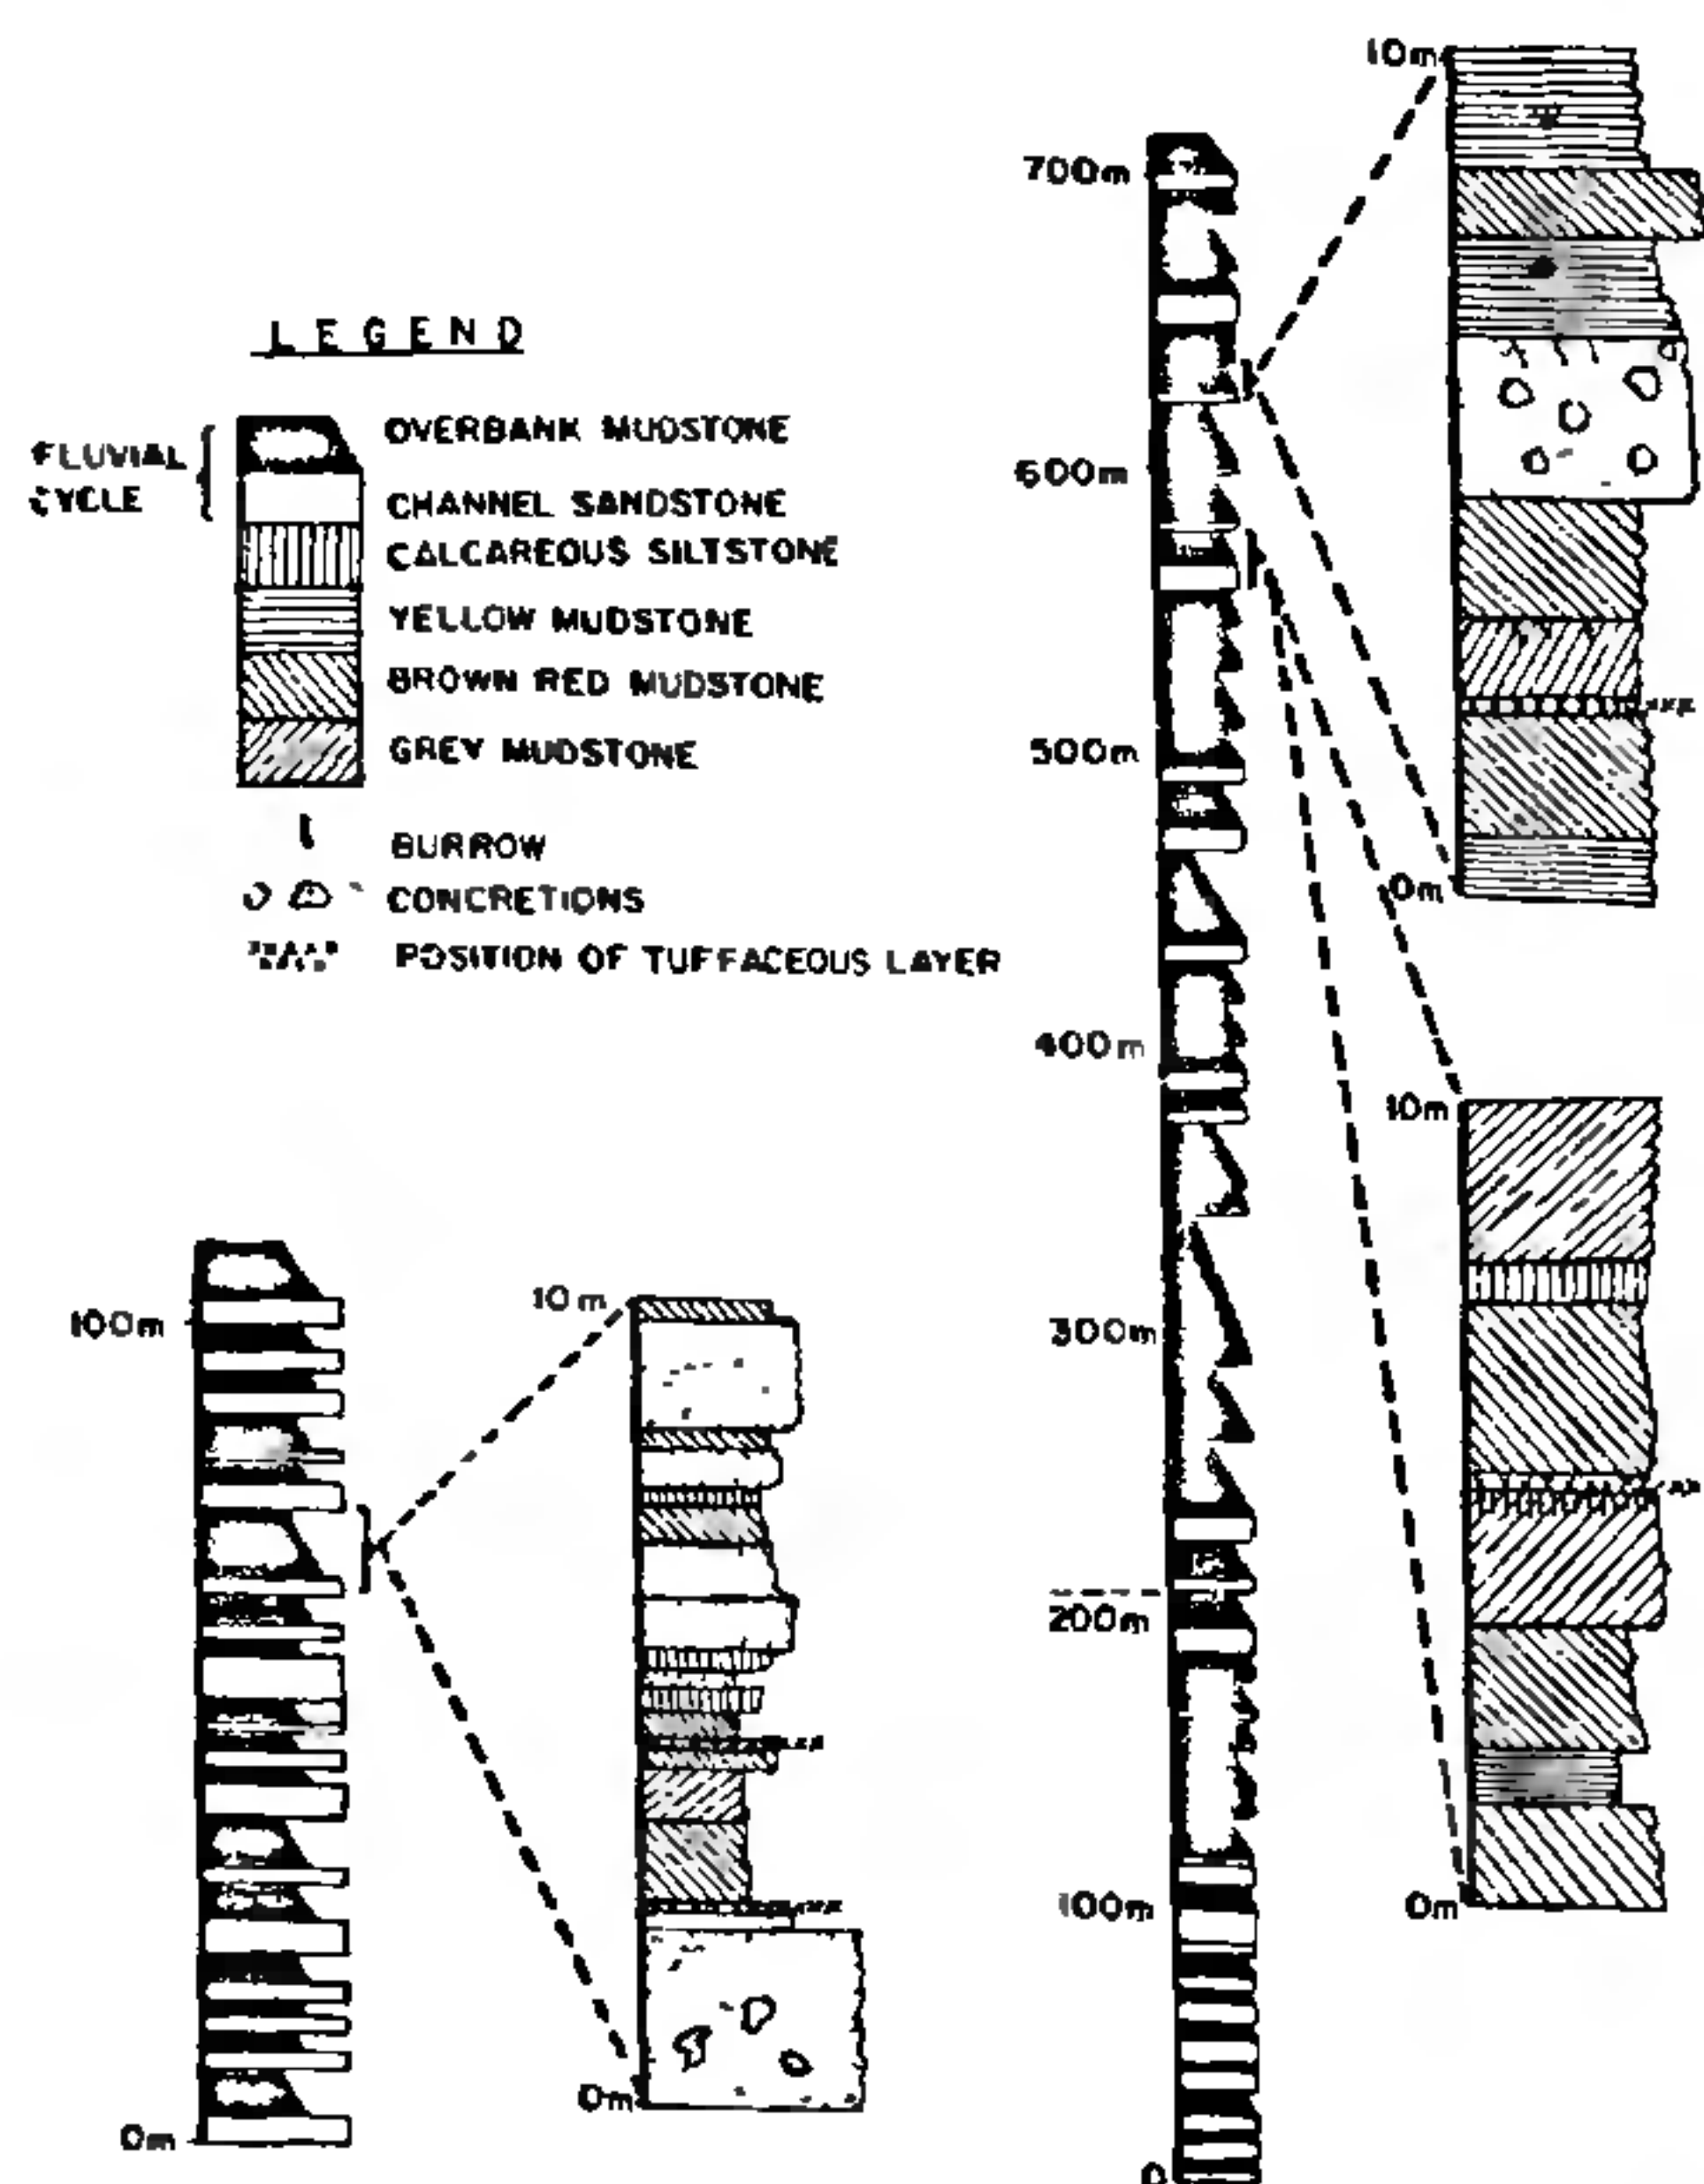 LEGEND
FLUVIAL CYCLE
OVERBANK MUDSTONE
CHANNEL SANDSTONE
CALCAREOUS SILTSTONE
YELLOW MUDSTONE
BROWN RED MUDSTONE
GREY MUDSTONE
BURROW
CONCRETIONS
POSITION OF TUFFACEOUS LAYER
100m
0m
10m
0m
700m
600m
500m
400m
300m
200m
100m
0
10m
0m
10m
0m